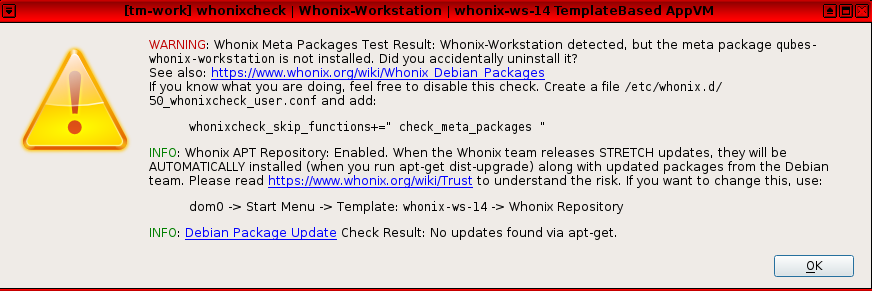 [tm-work] whonixcheck | Whonix-Workstation | whonix-ws-14 TemplateBased AppVM
WARNING: Whonix Meta Packages Test Result: Whonix-Workstation detected, but the meta package qubes-
whonix-workstation is not installed. Did you accidentally uninstall it?
See also: https://www.whonix.org/wiki/Whonix_Debian_Packages
If you know what you are doing, feel free to disable this check. Create a file /etc/whonix.d/
50_whonixcheck_user.conf and add:
whonixcheck_skip_functions+=" check_meta_packages "
INFO: Whonix APT Repository: Enabled. When the Whonix team releases STRETCH updates, they will be
AUTOMATICALLY installed (when you run apt-get dist-upgrade) along with updated packages from the Debian
team. Please read https://www.whonix.org/wiki/Trust to understand the risk. If you want to change this, use:
dom0 -> Start Menu -> Template: whonix-ws-14 -> Whonix Repository
INFO: Debian Package Update Check Result: No updates found via apt-get.
OK